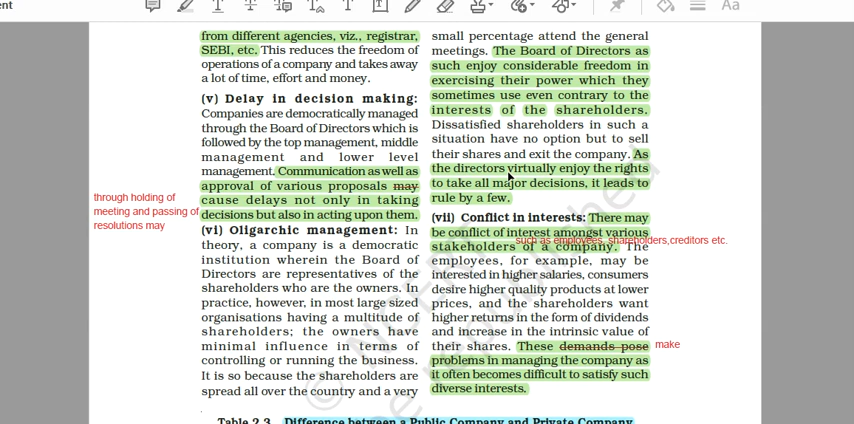 ent
Aa
from different agencies, viz., registrar,
SEBI, etc. This reduces the freedom of
operations of a company and takes away
a lot of time, effort and money.
(v) Delay in decision making:
Companies are democratically managed
through the Board of Directors which is
followed by the top management, middle
management and lower level
management. Communication as well as
approval of various proposals may
cause delays not only in taking
decisions but also in acting upon them.
through holding of
meeting and passing of
resolutions may
(vi) Oligarchic management: In
theory, a company is a democratic
institution wherein the Board of
Directors are representatives of the
shareholders who are the owners. In
practice, however, in most large sized
organisations having a multitude of
shareholders; the owners have
minimal influence in terms of
controlling or running the business.
It is so because the shareholders are
spread all over the country and a very
small percentage attend the general
meetings. The Board of Directors as
such enjoy considerable freedom in
exercising their power which they
sometimes use even contrary to the
interests of the shareholders.
Dissatisfied shareholders in such a
situation have no option but to sell
their shares and exit the company. As
the directors virtually enjoy the rights
to take all major decisions, it leads to
rule by a few.
(vii) Conflict in interests: There may
be conflict of interest amongst various
stakeholders of a company. The
such as employees, shareholders,creditors etc.
employees, for example, may be
interested in higher salaries, consumers
desire higher quality products at lower
prices, and the shareholders want
higher returns in the form of dividends
and increase in the intrinsic value of
their shares. These demands pose
make
problems in managing the company as
it often becomes difficult to satisfy such
diverse interests.
Table 2.3 Difference between a Public Company and Private Company
© NCERT